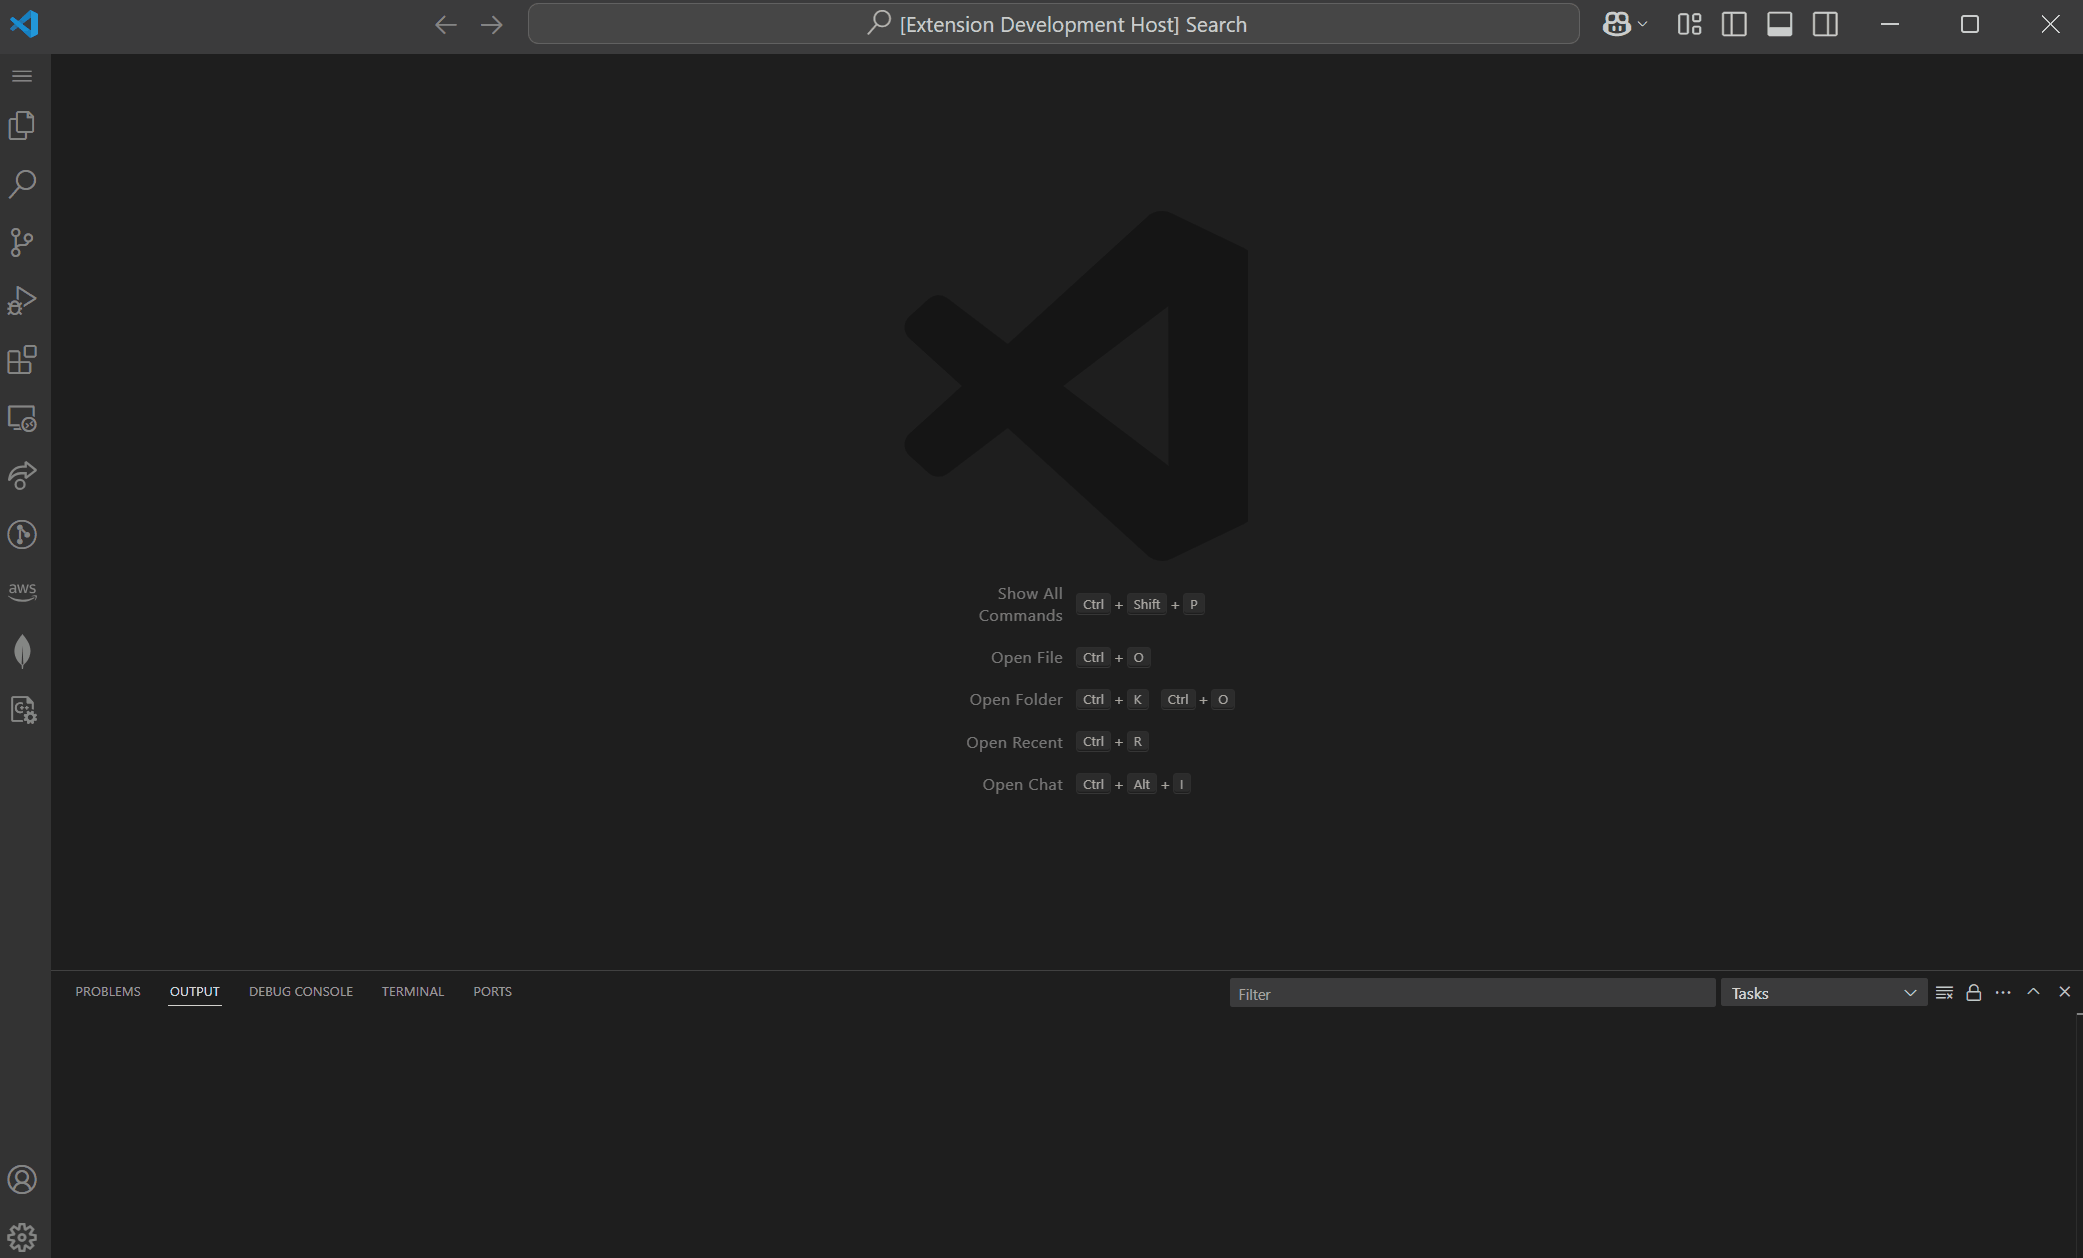 [Extension Development Host] Search
aws
Show All
Commands
Ctrl + Shift + P
Open File Ctrl + O
Open Folder Ctrl + K Ctrl + O
Open Recent Ctrl + R
Open Chat Ctrl + Alt + I
PROBLEMS OUTPUT DEBUG CONSOLE TERMINAL PORTS Filter Tasks